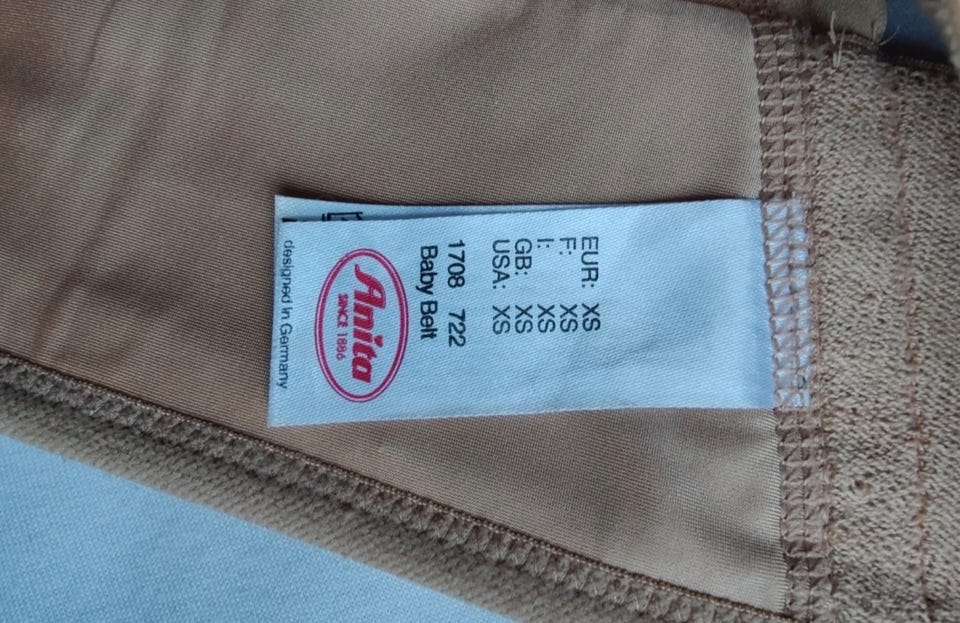 EUR: XS
F: XS
I: XS
GB: XS
USA: XS
1708 722
Baby Belt
Anita
SINCE 1886
designed in Germany